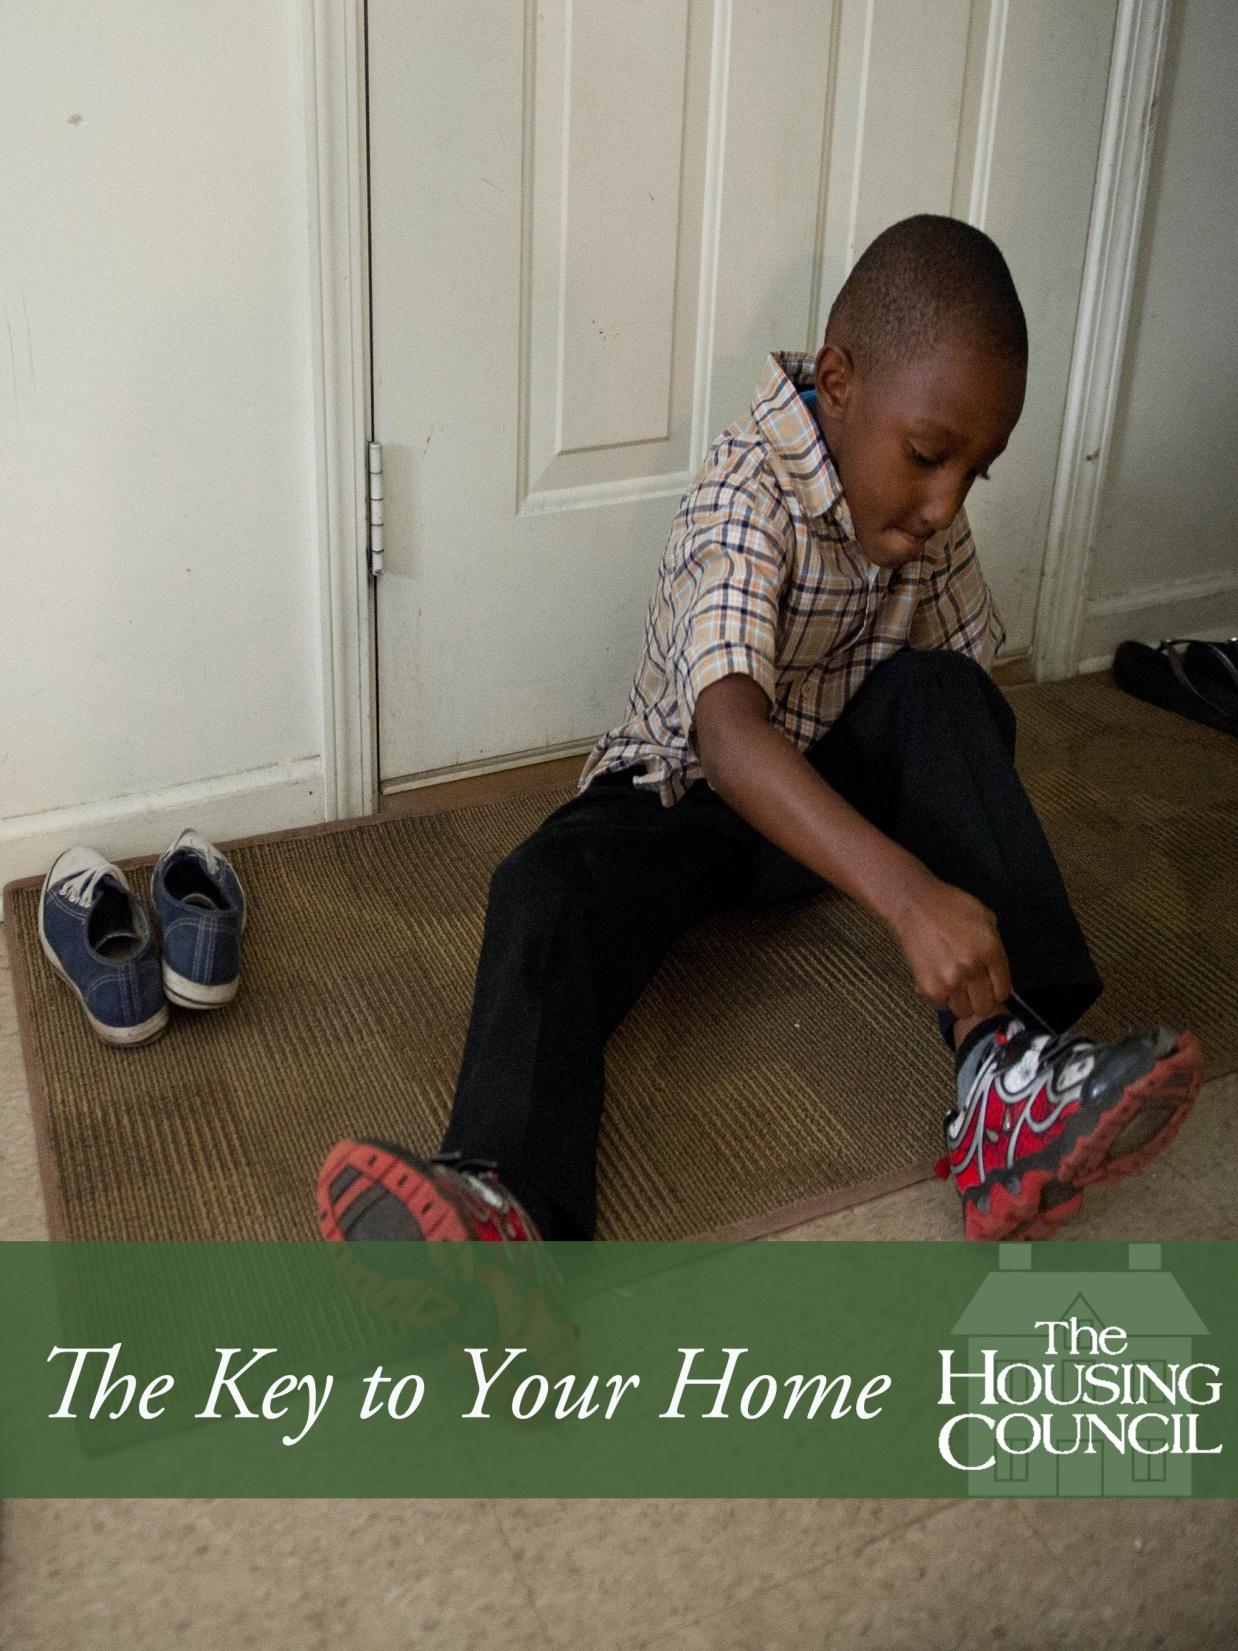 The Key to Your Home
The
Housing
Council